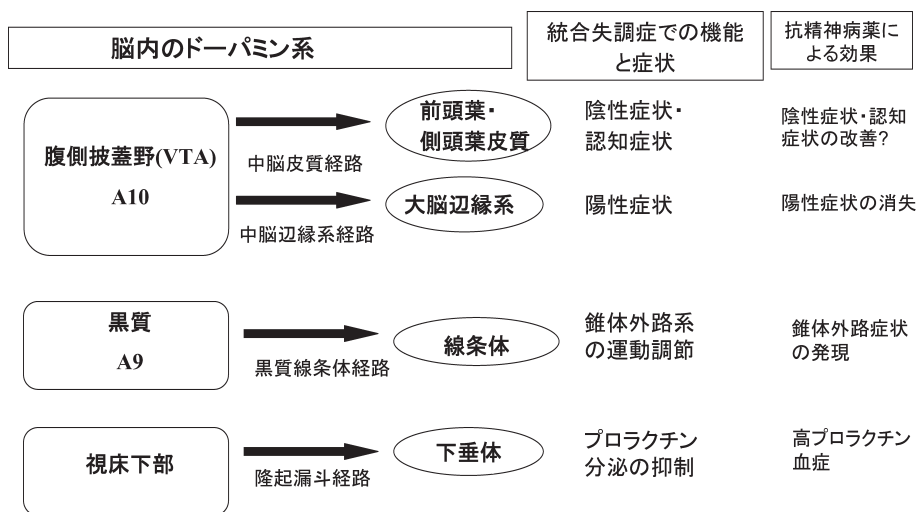 脳内のドーパミン系
統合失調症での機能
と症状
抗精神病薬に
よる効果
腹側披蓋野(VTA)
A10
中脳皮質経路
前頭葉・
側頭葉皮質
陰性症状・
認知症状
陰性症状・認知
症状の改善?
中脳辺縁系経路
大脳辺縁系
陽性症状
陽性症状の消失
黒質
A9
黒質線条体経路
線条体
錐体外路系
の運動調節
錐体外路症状
の発現
視床下部
隆起漏斗経路
下垂体
プロラクチン
分泌の抑制
高プロラクチン
血症